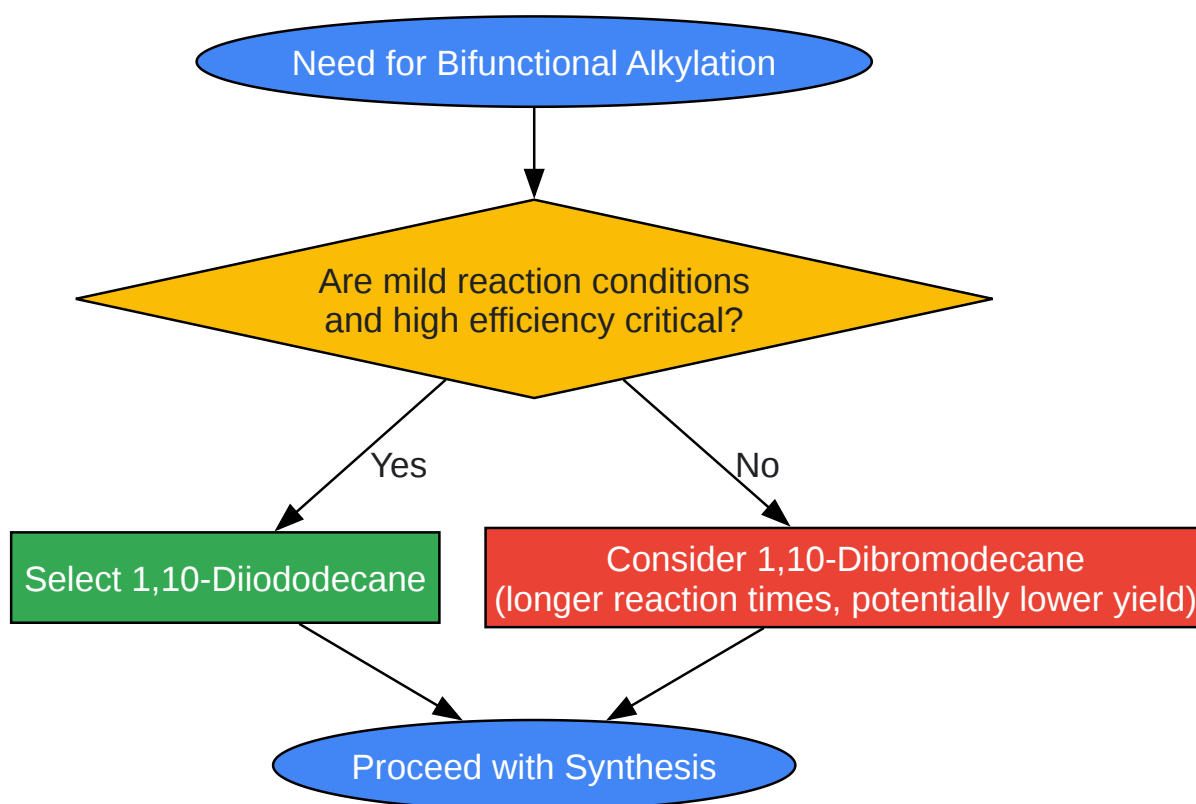 Need for Bifunctional Alkylation
Are mild reaction conditions
and high efficiency critical?
Yes
No
Select 1,10-Diiododecane
Consider 1,10-Dibromodecane
(longer reaction times, potentially lower yield)
Proceed with Synthesis